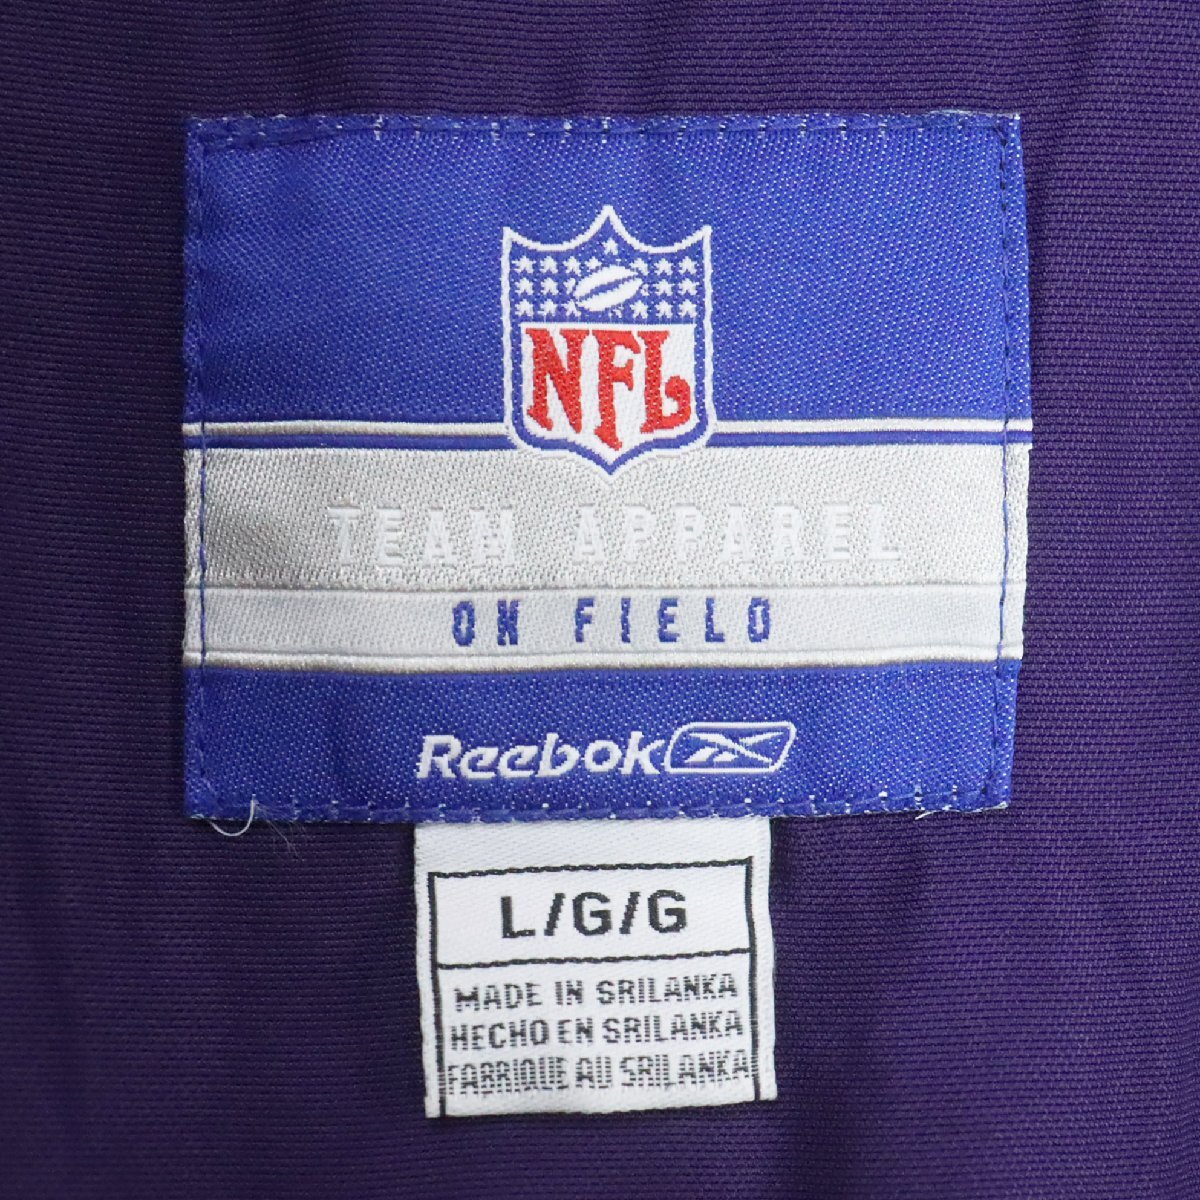 NFL
TEAM APPAREL
ON FIELD
Reebok
L/G/G
MADE IN SRILANKA
HECHO EN SRILANKA
FABRIQUE AU SRILANKA